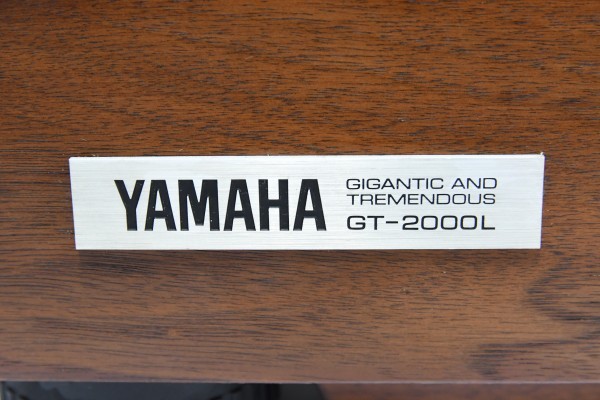 YAMAHA
GIGANTIC AND
TREMENDOUS
GT-2000L